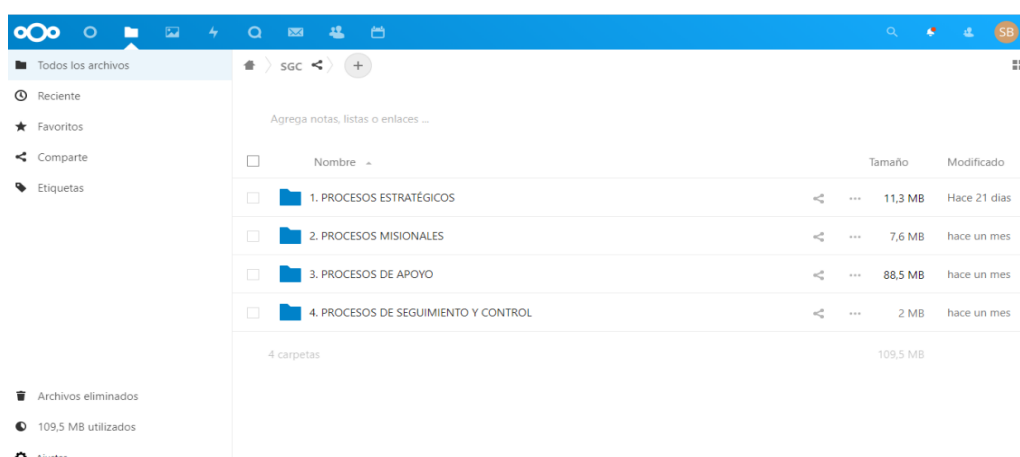 SB
Todos los archivos
SGC
Reciente
Agrega notas, listas o enlaces ...
Favoritos
Comparte
Nombre Tamaño Modificado
Etiquetas
1. PROCESOS ESTRATÉGICOS 11,3 MB Hace 21 días
2. PROCESOS MISIONALES 7,6 MB hace un mes
3. PROCESOS DE APOYO 88,5 MB hace un mes
4. PROCESOS DE SEGUIMIENTO Y CONTROL 2 MB hace un mes
4 carpetas 109,5 MB
Archivos eliminados
109,5 MB utilizados
Ajustes